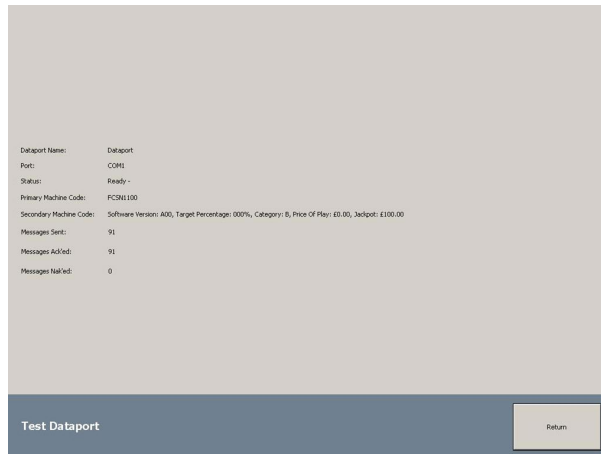 Dataport Name: Dataport
Port: COM1
Status: Ready -
Primary Machine Code: FCSN1100
Secondary Machine Code: Software Version: A00, Target Percentage: 000%, Category: B, Price Of Play: £0.00, Jackpot: £100.00
Messages Sent: 91
Messages Ack'ed: 91
Messages Nak'ed: 0
Test Dataport
Return